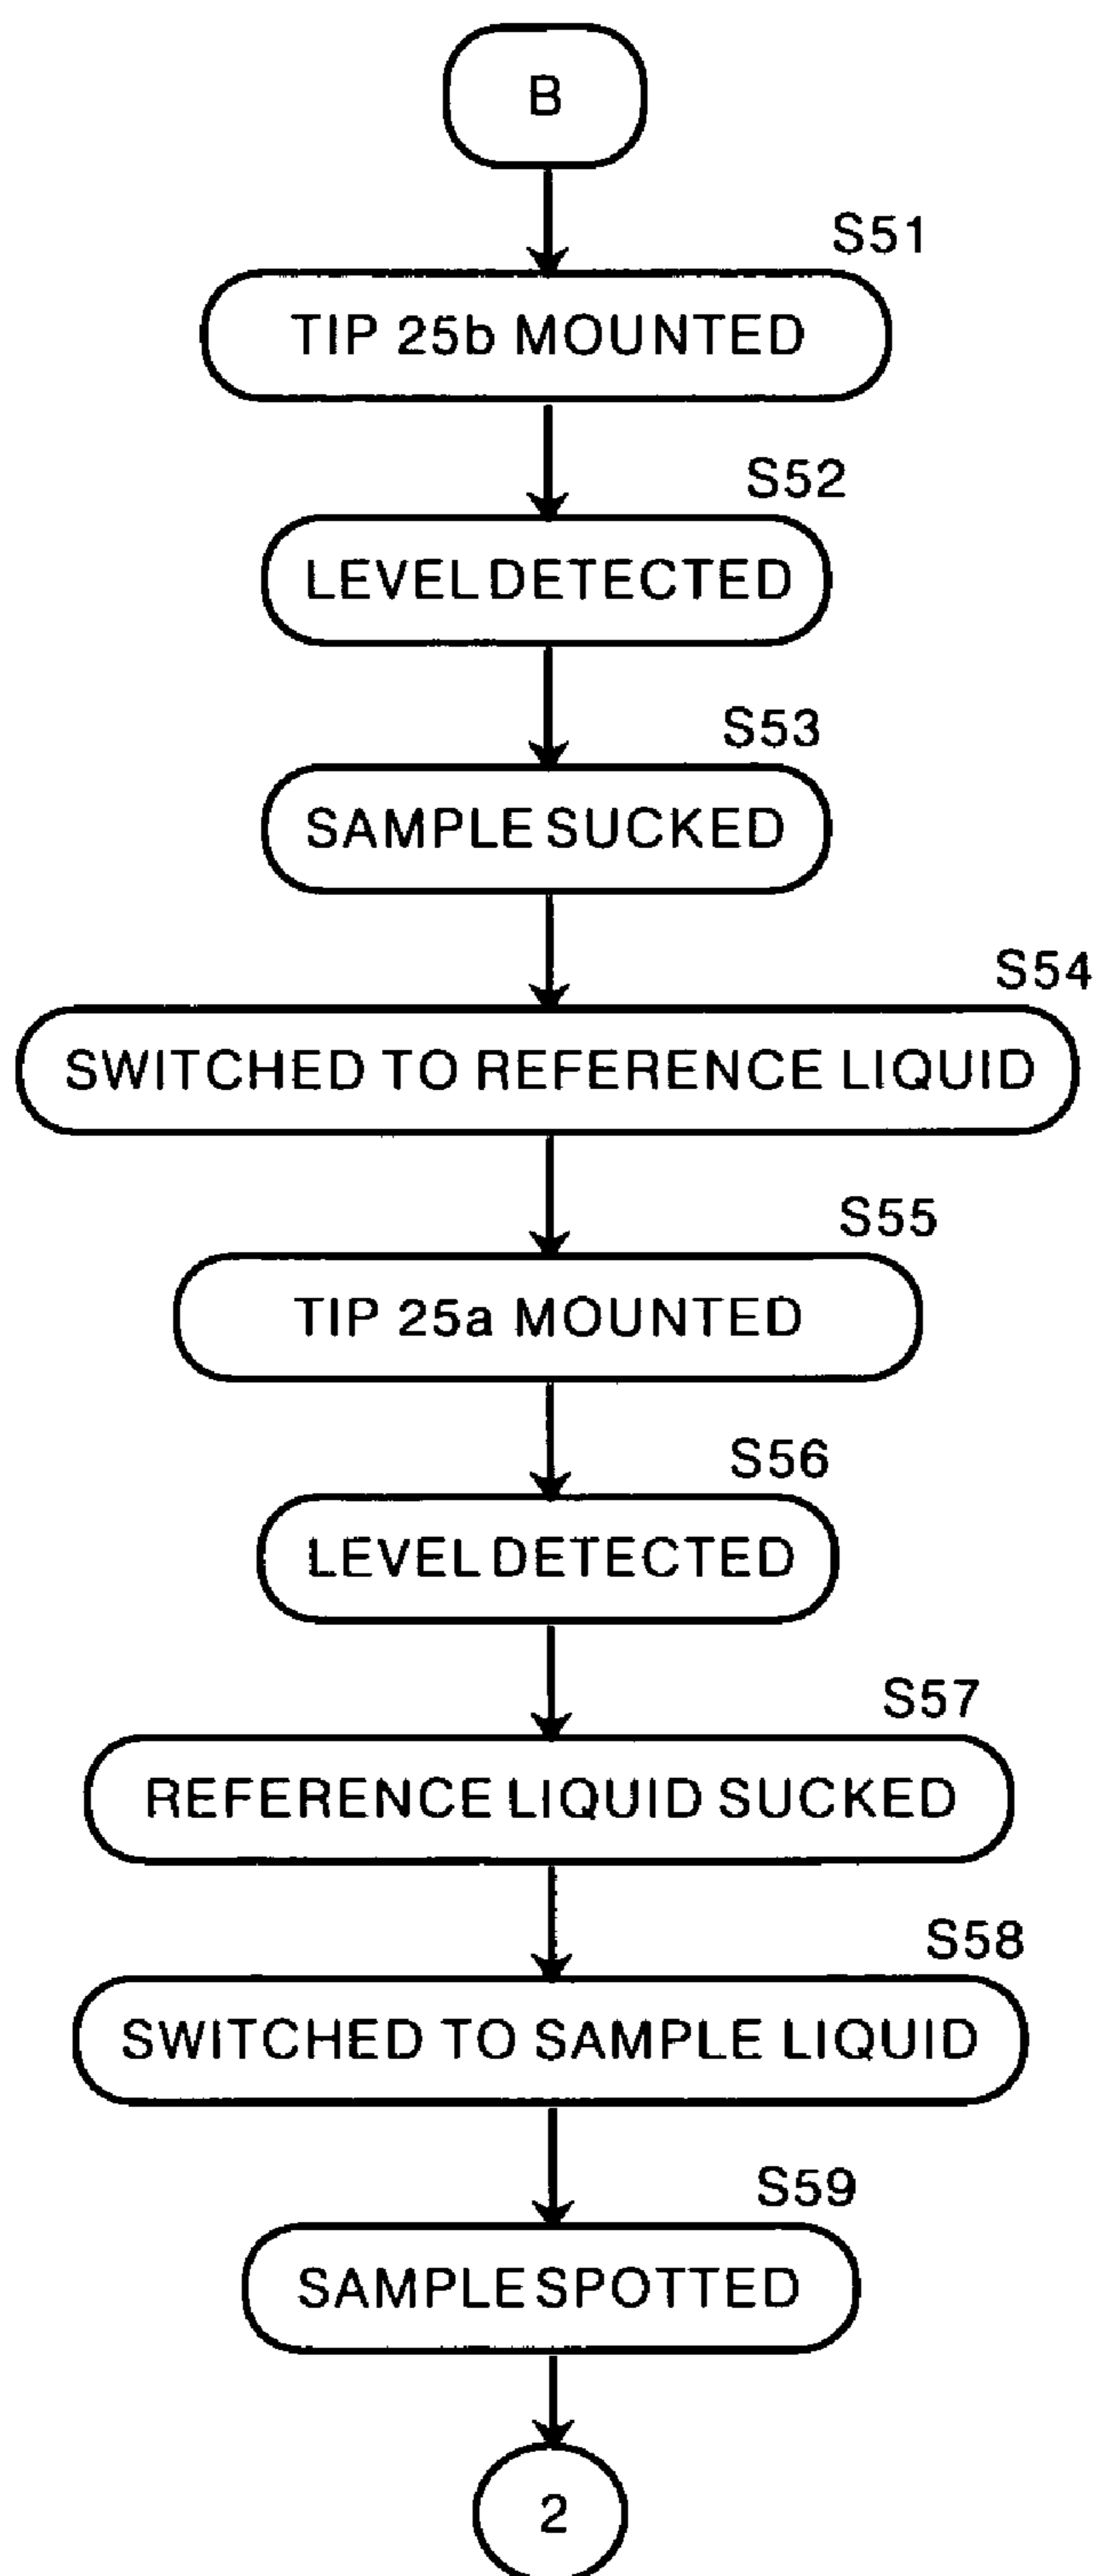 B
S51
TIP 25b MOUNTED
S52
LEVEL DETECTED
S53
SAMPLE SUCKED
S54
SWITCHED TO REFERENCE LIQUID
S55
TIP 25a MOUNTED
S56
LEVEL DETECTED
S57
REFERENCE LIQUID SUCKED
S58
SWITCHED TO SAMPLE LIQUID
S59
SAMPLE SPOTTED
2